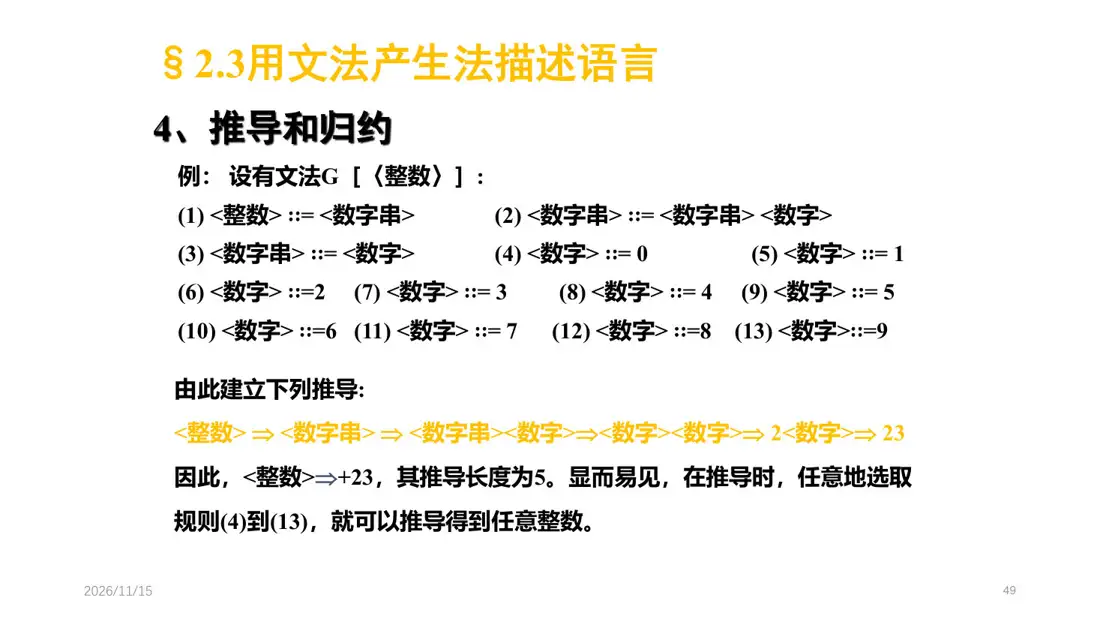 §2.3用文法产生法描述语言
4、推导和归约
例： 设有文法G［〈整数〉］:
(1) <整数> ::= <数字串> (2) <数字串> ::= <数字串> <数字>
(3) <数字串> ::= <数字> (4) <数字> ::= 0 (5) <数字> ::= 1
(6) <数字> ::=2 (7) <数字> ::= 3 (8) <数字> ::= 4 (9) <数字> ::= 5
(10) <数字> ::=6 (11) <数字> ::= 7 (12) <数字> ::=8 (13) <数字>::=9
由此建立下列推导:
<整数> ⇒ <数字串> ⇒ <数字串><数字>⇒<数字><数字>⇒ 2<数字>⇒ 23
因此，<整数>⇒+23，其推导长度为5。显而易见，在推导时，任意地选取
规则(4)到(13)，就可以推导得到任意整数。
2026/11/15
49